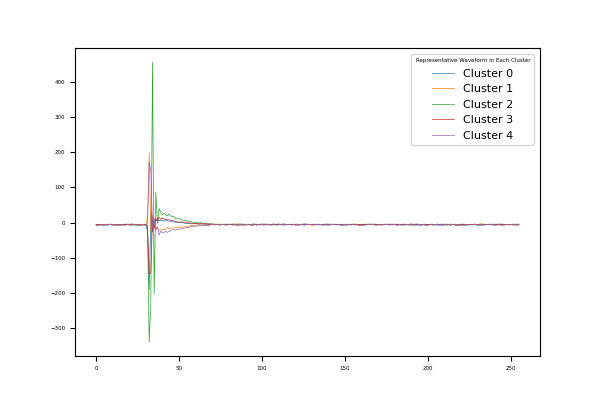 Representative Waveform in Each Cluster
Cluster 0
Cluster 1
Cluster 2
Cluster 3
Cluster 4
400
300
200
100
0
−100
−200
−300
0 50 100 150 200 250